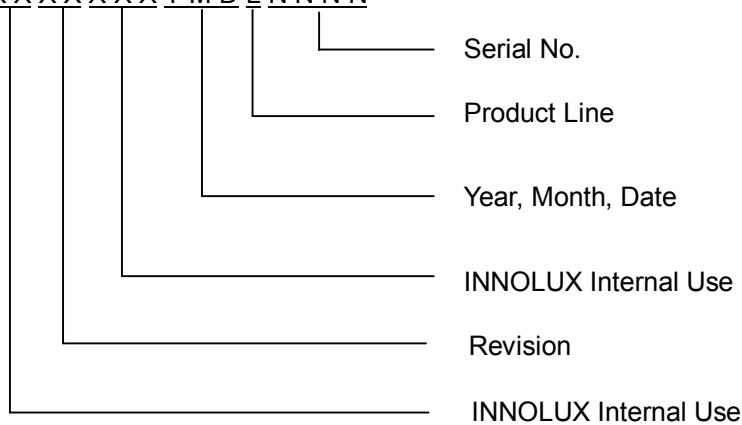 X X X X X X X Y M D L N N N N
Serial No.
Product Line
Year, Month, Date
INNOLUX Internal Use
Revision
INNOLUX Internal Use